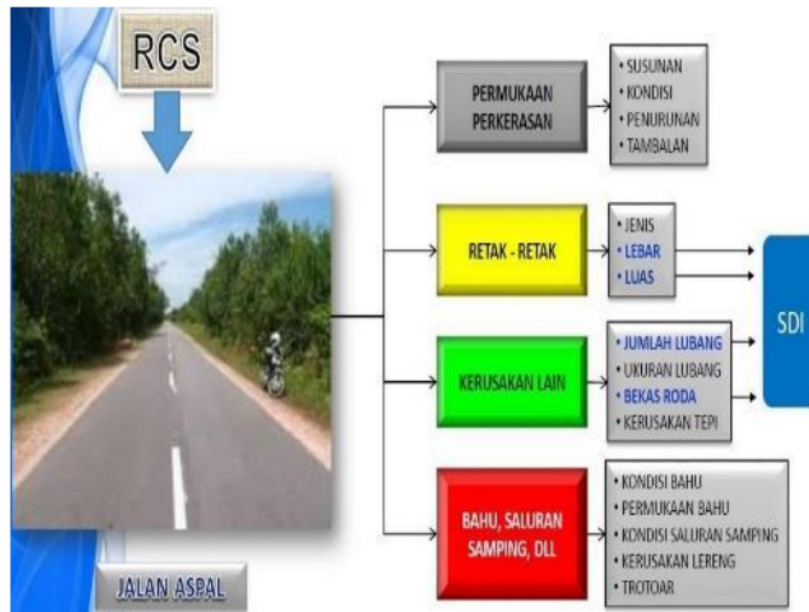 RCS
JALAN ASPAL
PERMUKAAN
PERKERASAN
• SUSUNAN
• KONDISI
• PENURUNAN
• TAMBALAN
RETAK - RETAK
• JENIS
• LEBAR
• LUAS
KERUSAKAN LAIN
• JUMLAH LUBANG
• UKURAN LUBANG
• BEKAS RODA
• KERUSAKAN TEPI
BAHU, SALURAN
SAMPING, DLL
• KONDISI BAHU
• PERMUKAAN BAHU
• KONDISI SALURAN SAMPING
• KERUSAKAN LERENG
• TROTOAR
SDI